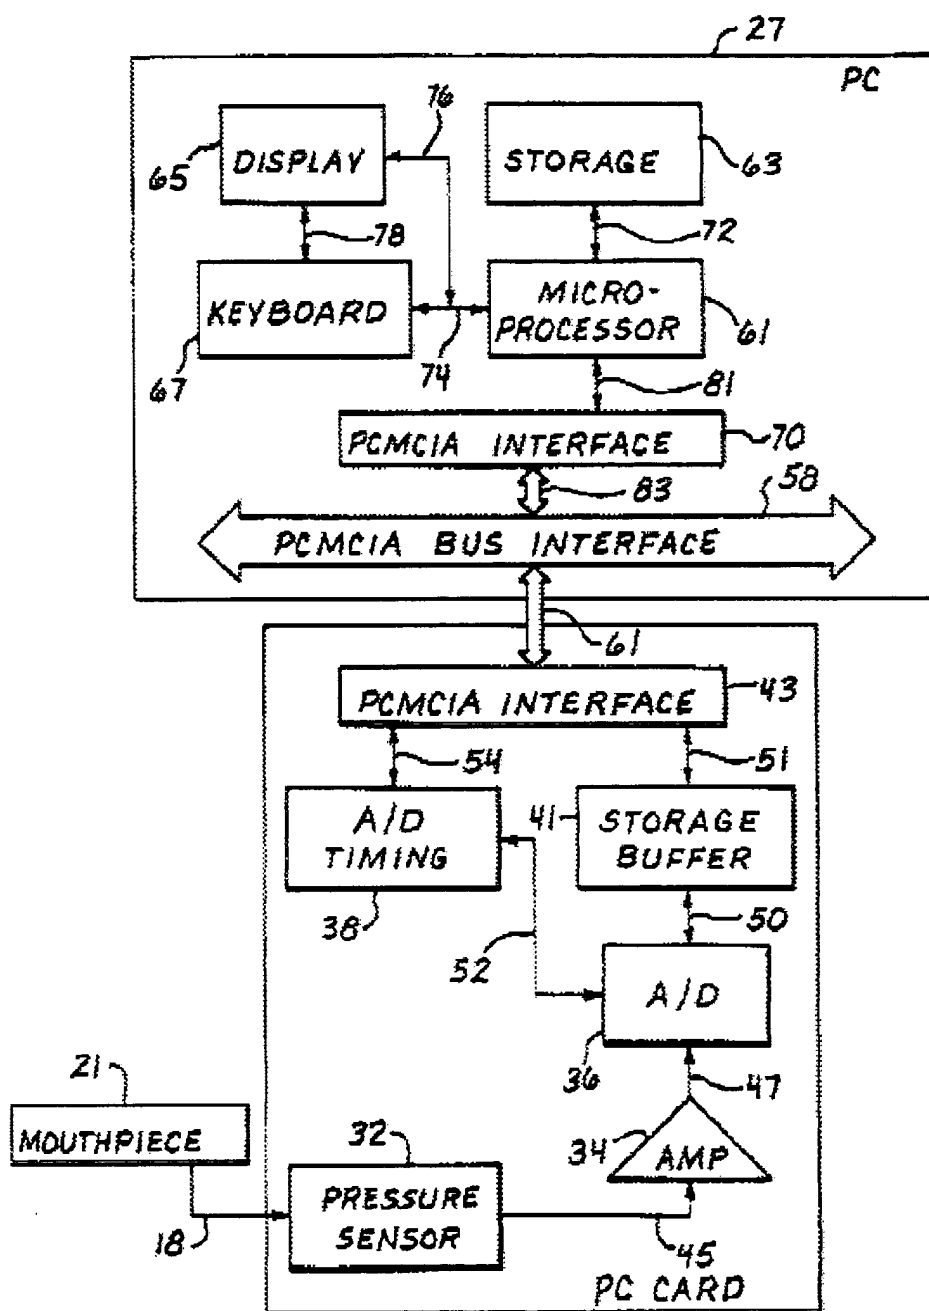 27
PC
76
DISPLAY
65
STORAGE
63
78
72
KEYBOARD
67
MICRO-
PROCESSOR
61
74
81
PCMCIA INTERFACE
70
83
58
PCMCIA BUS INTERFACE
61
PCMCIA INTERFACE
43
54
51
A/D
TIMING
38
41
STORAGE
BUFFER
50
52
A/D
36
47
21
MOUTHPIECE
18
32
PRESSURE
SENSOR
34
AMP
45
PC CARD